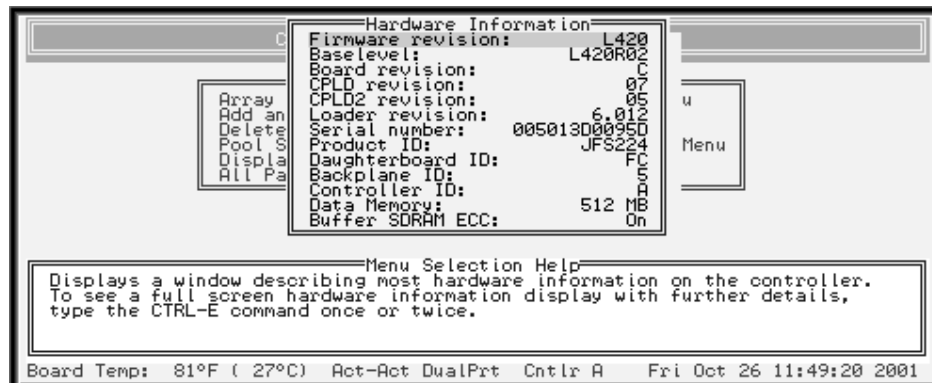 Hardware Information
C
Firmware revision: L420
Baselevel: L420R02
Board revision: C
CPLD revision: 07
CPLD2 revision: 05
Loader revision: 6.012
Serial number: 005013D0095D
Product ID: JFS224
Daughterboard ID: FC
Backplane ID: 5
Controller ID: A
Data Memory: 512 MB
Buffer SDRAM ECC: On
Array u
Add an
Delete
Pool S Menu
Displa
All Pa
Menu Selection Help
Displays a window describing most hardware information on the controller.
To see a full screen hardware information display with further details,
type the CTRL-E command once or twice.
Board Temp: 81°F ( 27°C) Act-Act DualPrt Cntlr A Fri Oct 26 11:49:20 2001